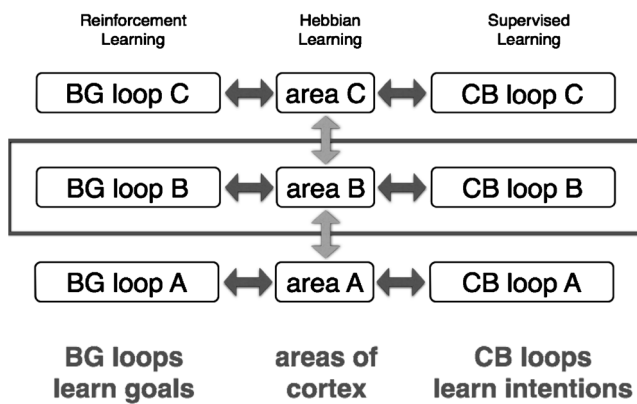 Reinforcement Learning
Hebbian Learning
Supervised Learning
BG loop C
area C
CB loop C
BG loop B
area B
CB loop B
BG loop A
area A
CB loop A
BG loops
learn goals
areas of
cortex
CB loops
learn intentions